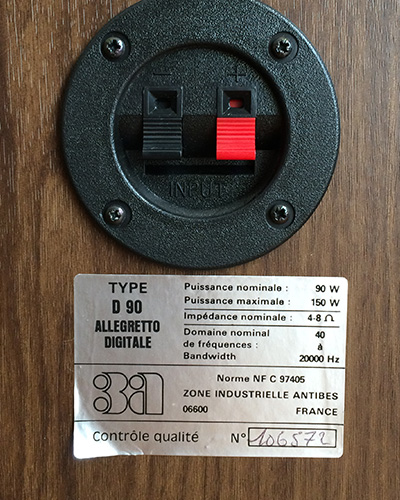 − +
INPUT
TYPE
D 90
ALLEGRETTO
DIGITALE
Puissance nominale : 90 W
Puissance maximale : 150 W
Impédance nominale : 4-8 Ω
Domaine nominal 40
de fréquences : à
Bandwidth 20000 Hz
3a
Norme NF C 97405
ZONE INDUSTRIELLE ANTIBES
06600 FRANCE
Contrôle qualité N° 106572